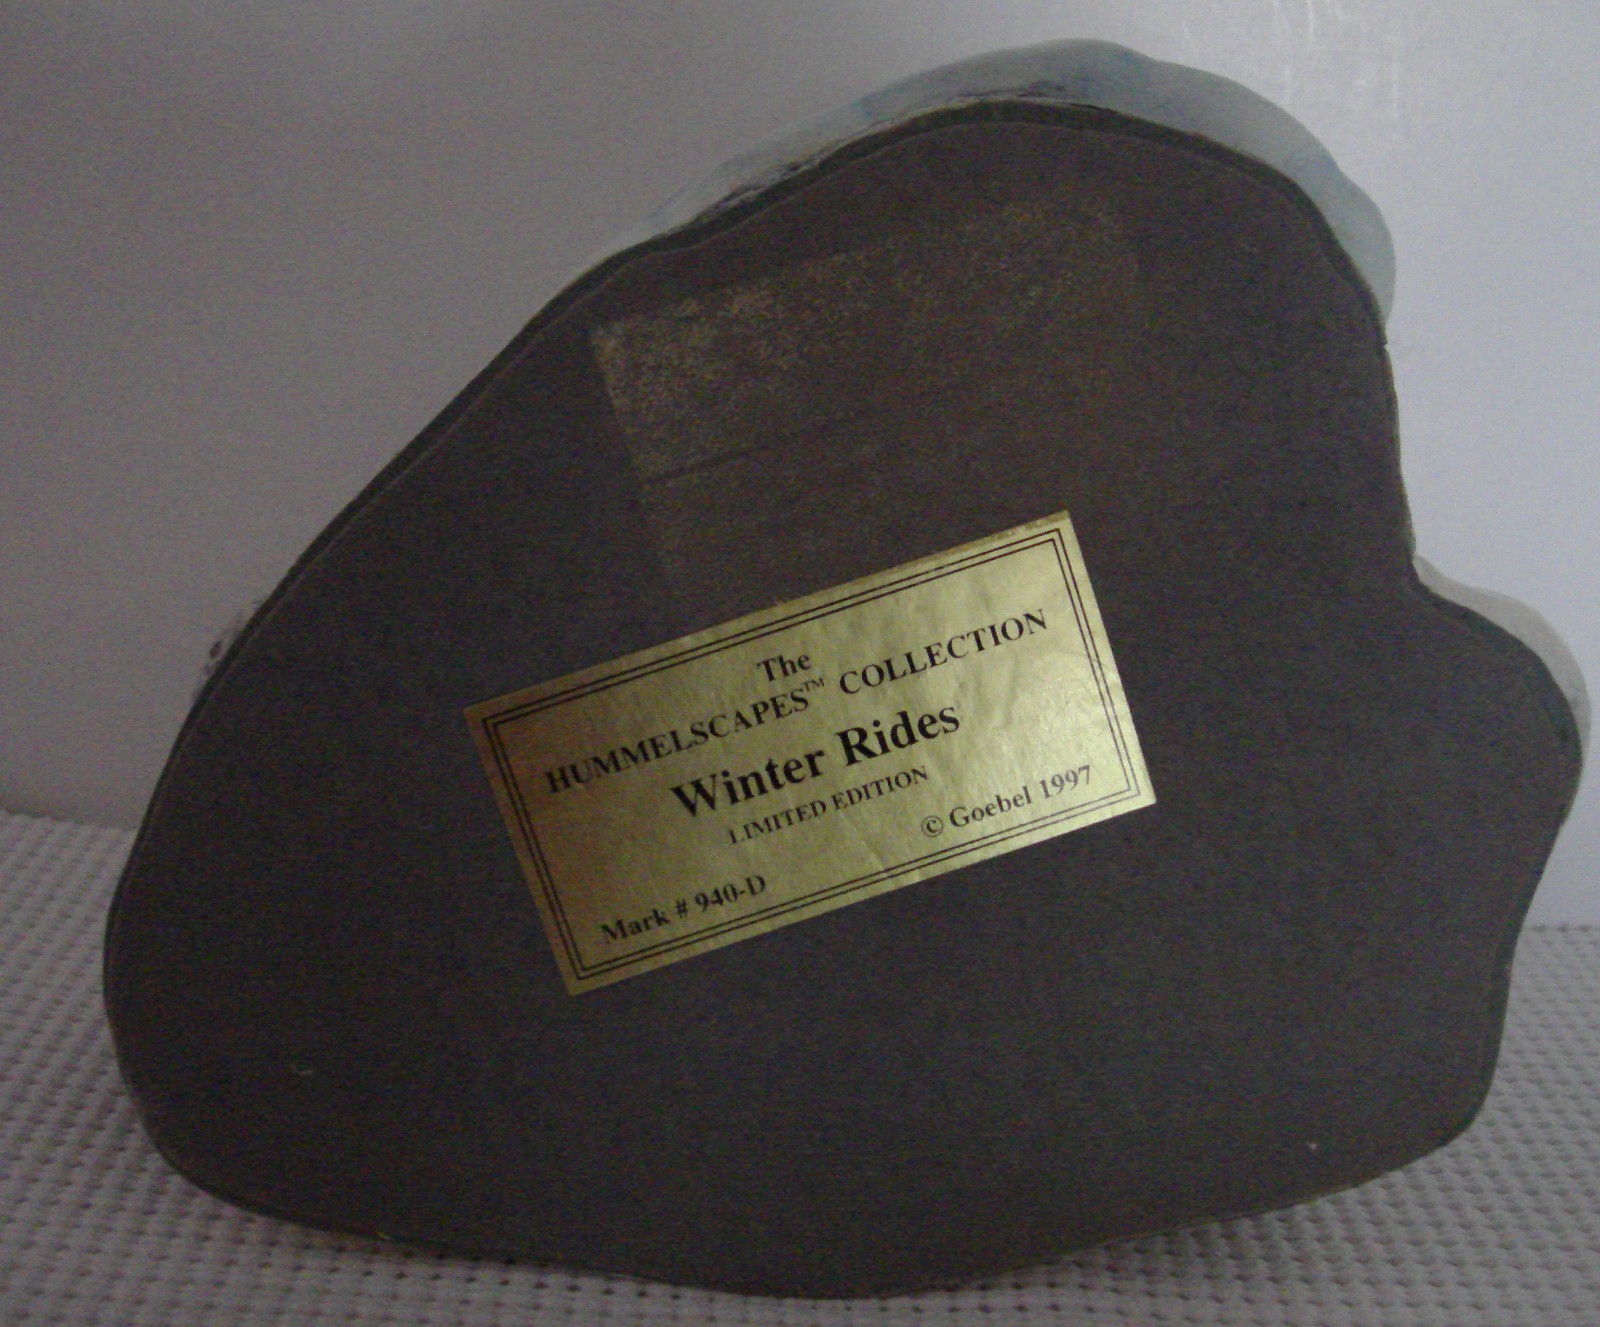 The
HUMMELSCAPES™ COLLECTION
Winter Rides
LIMITED EDITION
© Goebel 1997
Mark # 940-D